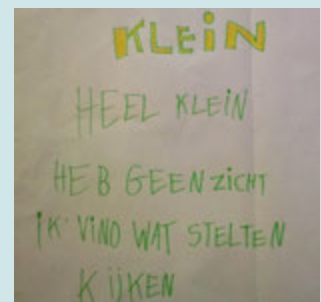 KLEiN
HEEL KLEiN
HEB GEEN ZiCHT
iK VIND WAT STELTEN
KIJKEN